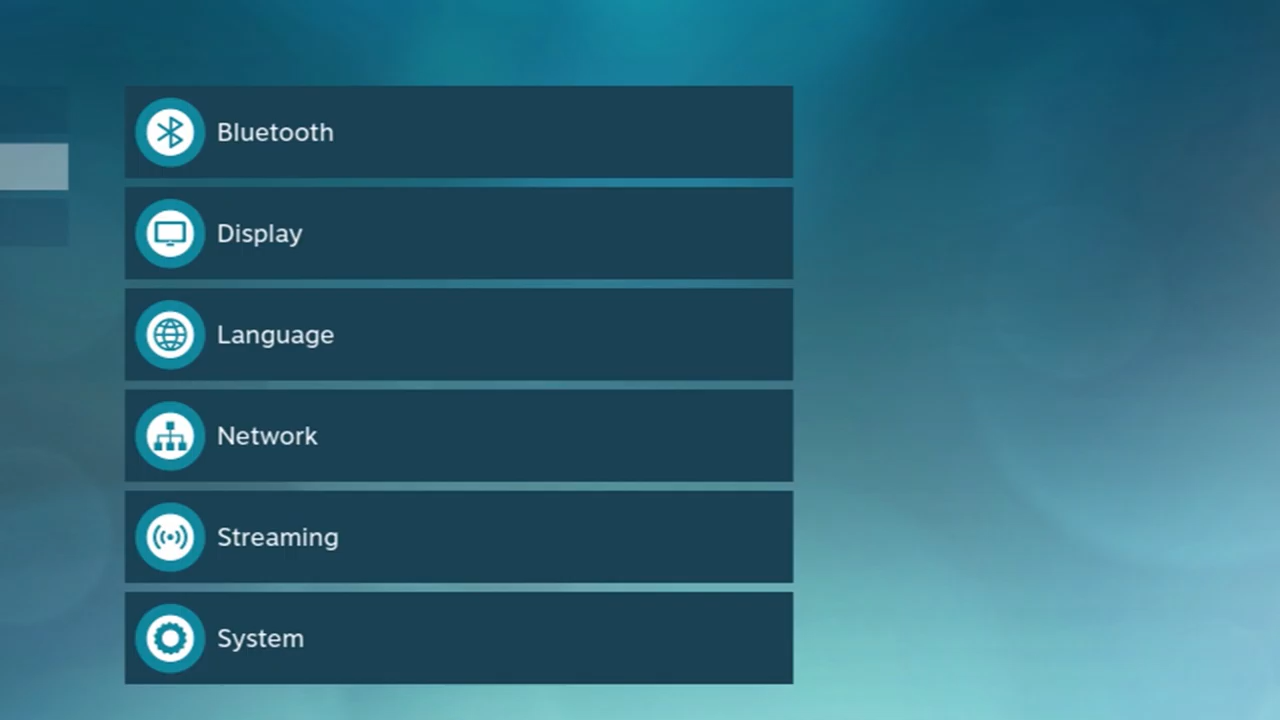 Bluetooth
Display
Language
Network
Streaming
System